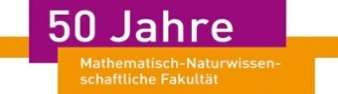 50 Jahre
Mathematisch-Naturwissen-
schaftliche Fakultät